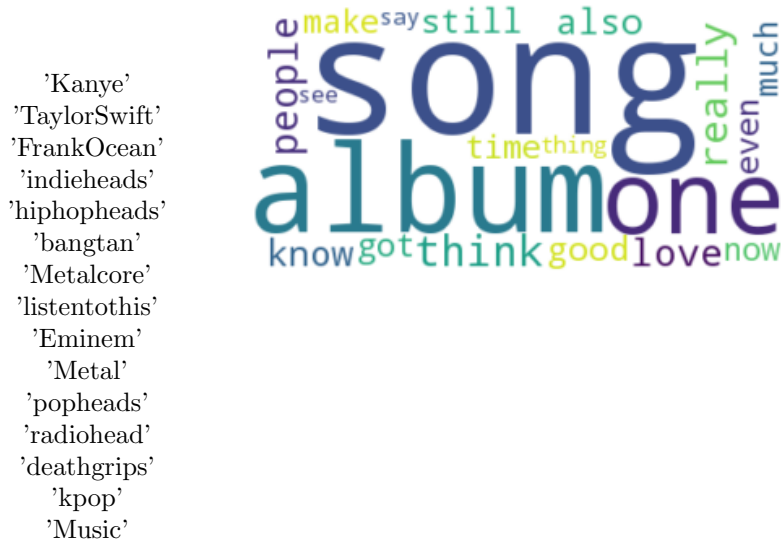 ’Kanye’
’TaylorSwift’
’FrankOcean’
’indieheads’
’hiphopheads’
’bangtan’
’Metalcore’
’listentothis’
’Eminem’
’Metal’
’popheads’
’radiohead’
’deathgrips’
’kpop’
’Music’
people
make
say
still
also
much
see
song
really
even
time
thing
album
one
know
got
think
good
love
now